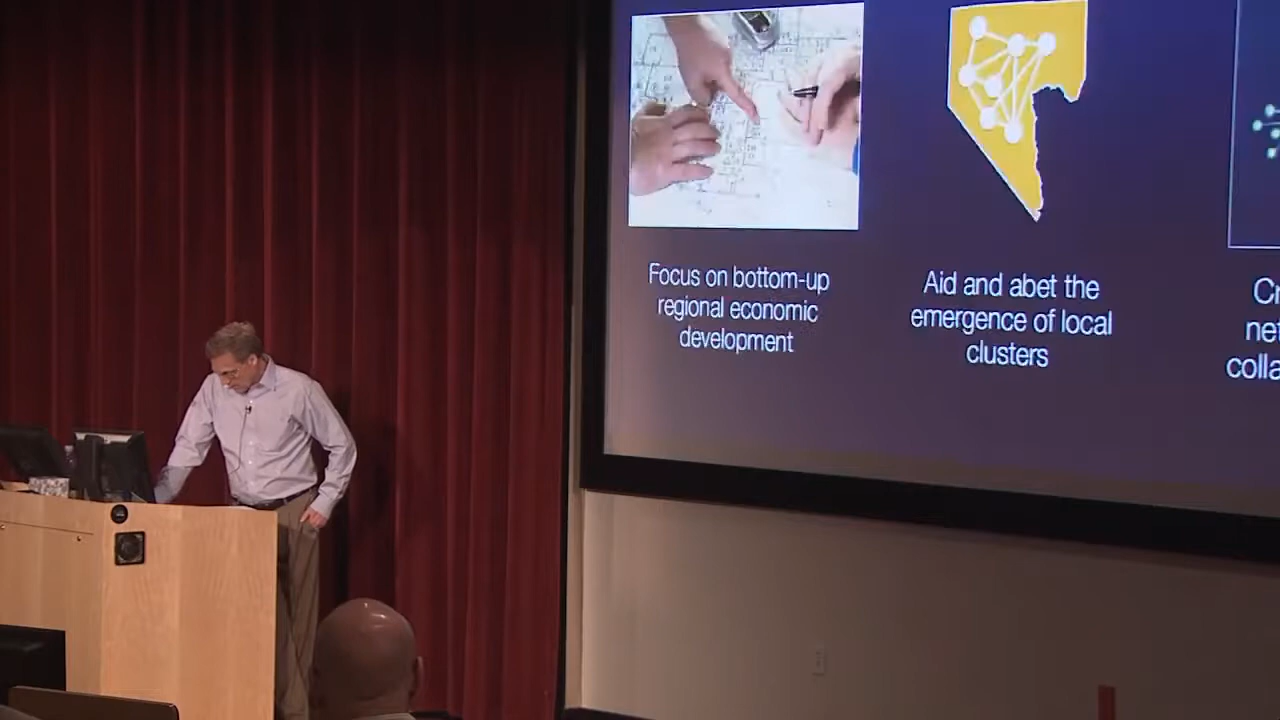 Focus on bottom-up
regional economic
development
Aid and abet the
emergence of local
clusters